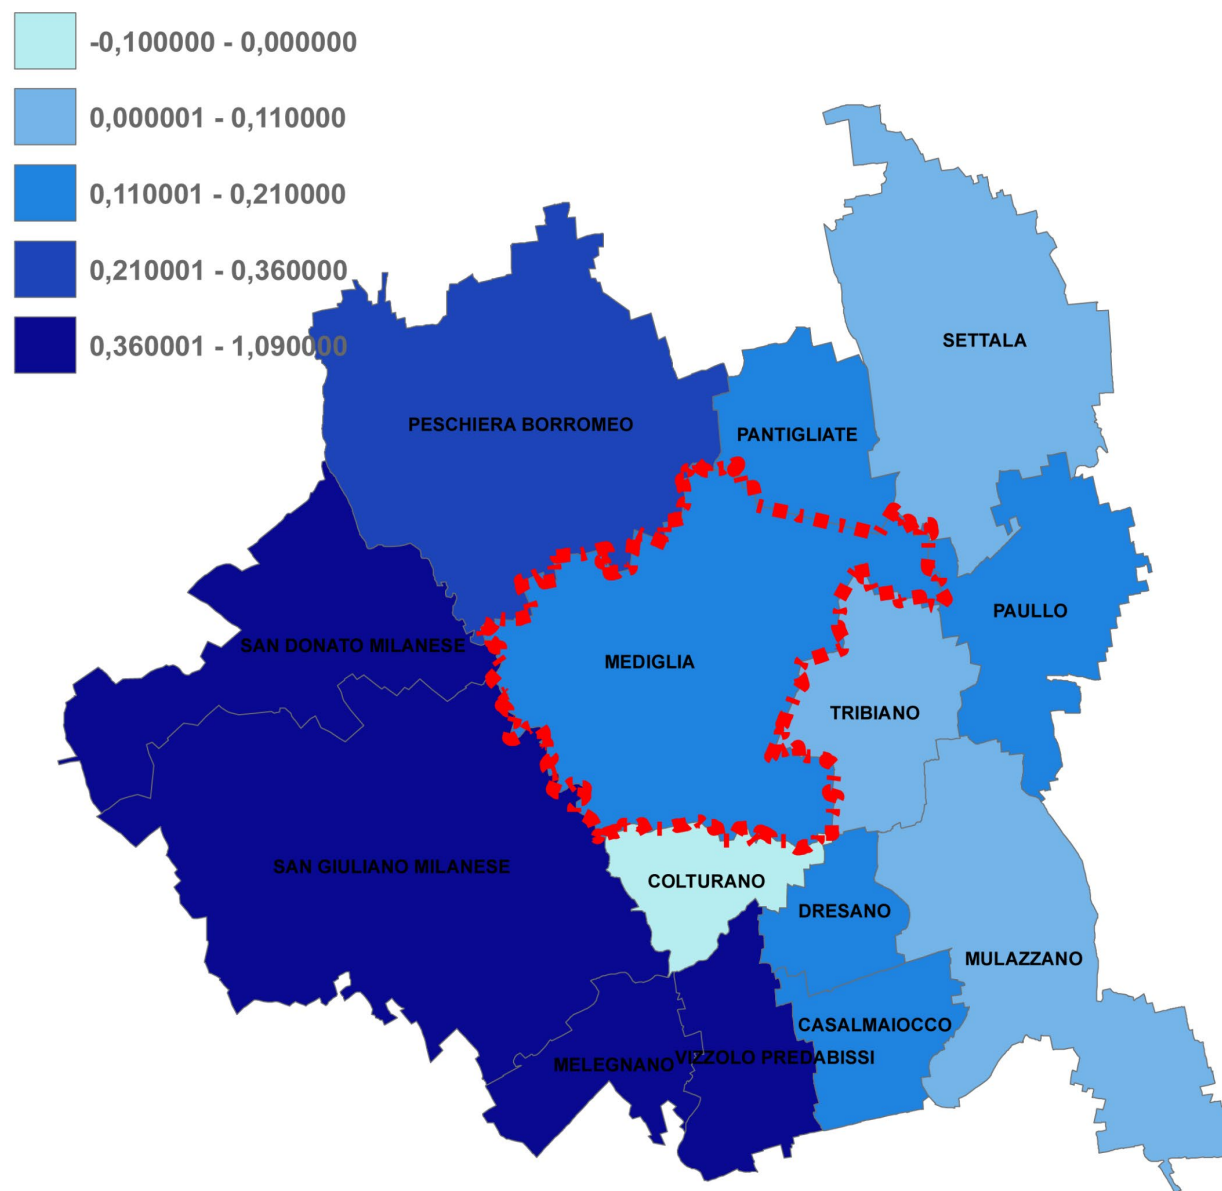 -0,100000 - 0,000000
0,000001 - 0,110000
0,110001 - 0,210000
0,210001 - 0,360000
0,360001 - 1,090000
SETTALA
PESCHIERA BORROMEO
PANTIGLIATE
PAULLO
SAN DONATO MILANESE
MEDIGLIA
TRIBIANO
SAN GIULIANO MILANESE
COLTURANO
DRESANO
MULAZZANO
CASALMAIOCCO
MELEGNANO
VIZZOLO PREDABISSI